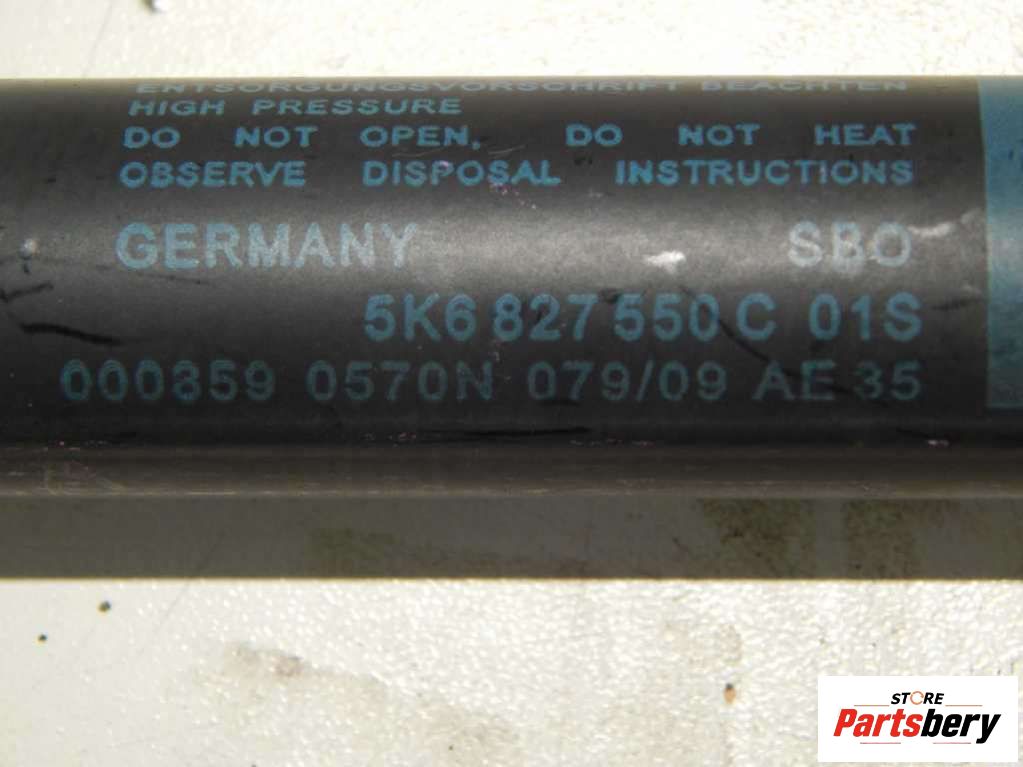 ENTSORGUNGSVORSCHRIFT BEACHTEN
HIGH PRESSURE
DO NOT OPEN, DO NOT HEAT
OBSERVE DISPOSAL INSTRUCTIONS
GERMANY SBO
5K6 827 550 C 01S
000859 0570N 079/09 AE 35
STORE
Partsbery